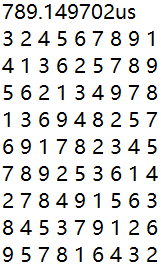 789.149702us
3 2 4 5 6 7 8 9 1
4 1 3 6 2 5 7 8 9
5 6 2 1 3 4 9 7 8
1 3 6 9 4 8 2 5 7
6 9 1 7 8 2 3 4 5
7 8 9 2 5 3 6 1 4
2 7 8 4 9 1 5 6 3
8 4 5 3 7 9 1 2 6
9 5 7 8 1 6 4 3 2